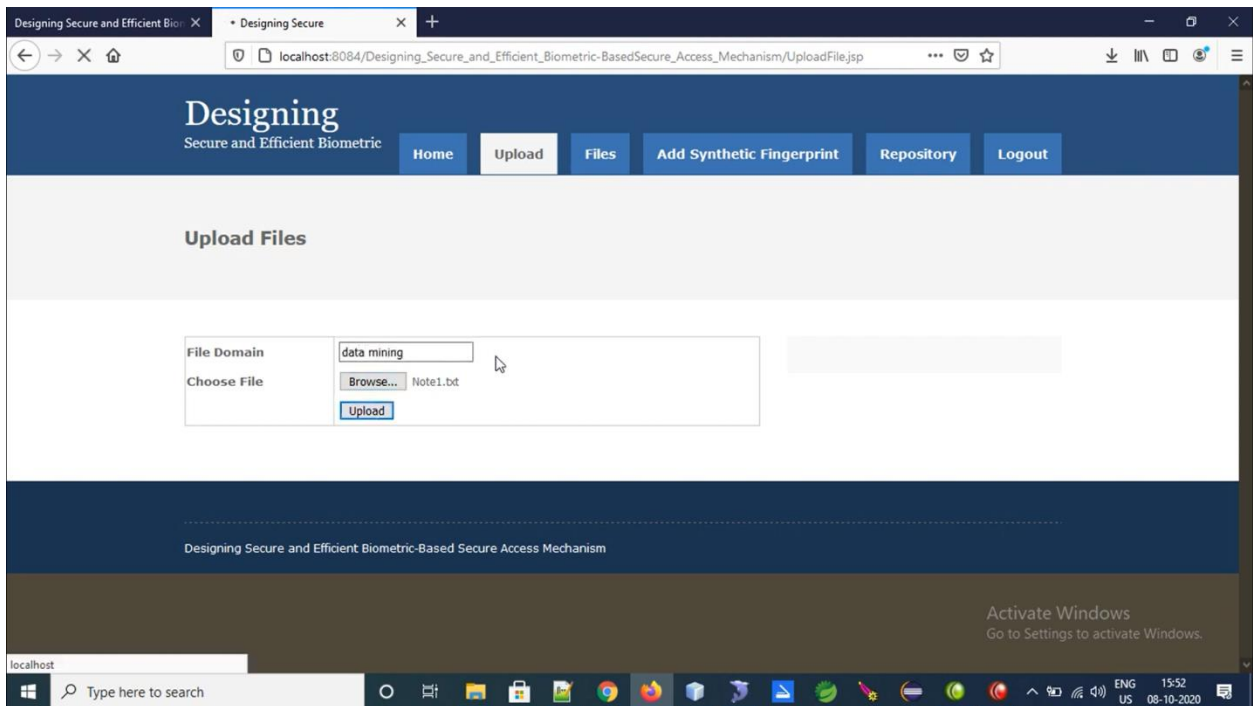 Designing Secure and Efficient Bion
• Designing Secure
localhost:8084/Designing_Secure_and_Efficient_Biometric-BasedSecure_Access_Mechanism/UploadFile.jsp
Designing
Secure and Efficient Biometric
Home Upload Files Add Synthetic Fingerprint Repository Logout
Upload Files
File Domain data mining
Choose File Browse... Note1.txt
Upload
Designing Secure and Efficient Biometric-Based Secure Access Mechanism
Activate Windows
Go to Settings to activate Windows.
localhost
Type here to search
ENG 15:52
US 08-10-2020